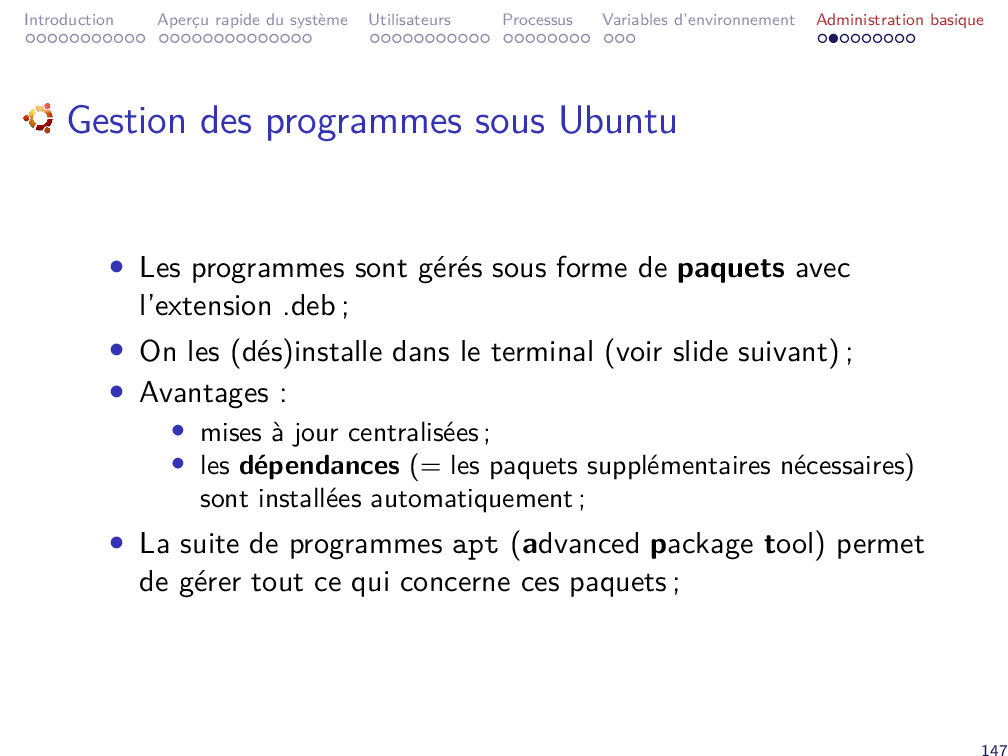 Introduction Aperçu rapide du système Utilisateurs Processus Variables d'environnement Administration basique
Gestion des programmes sous Ubuntu
• Les programmes sont gérés sous forme de paquets avec
l'extension .deb ;
• On les (dés)installe dans le terminal (voir slide suivant) ;
• Avantages :
• mises à jour centralisées ;
• les dépendances (= les paquets supplémentaires nécessaires)
sont installées automatiquement ;
• La suite de programmes apt (advanced package tool) permet
de gérer tout ce qui concerne ces paquets ;
147